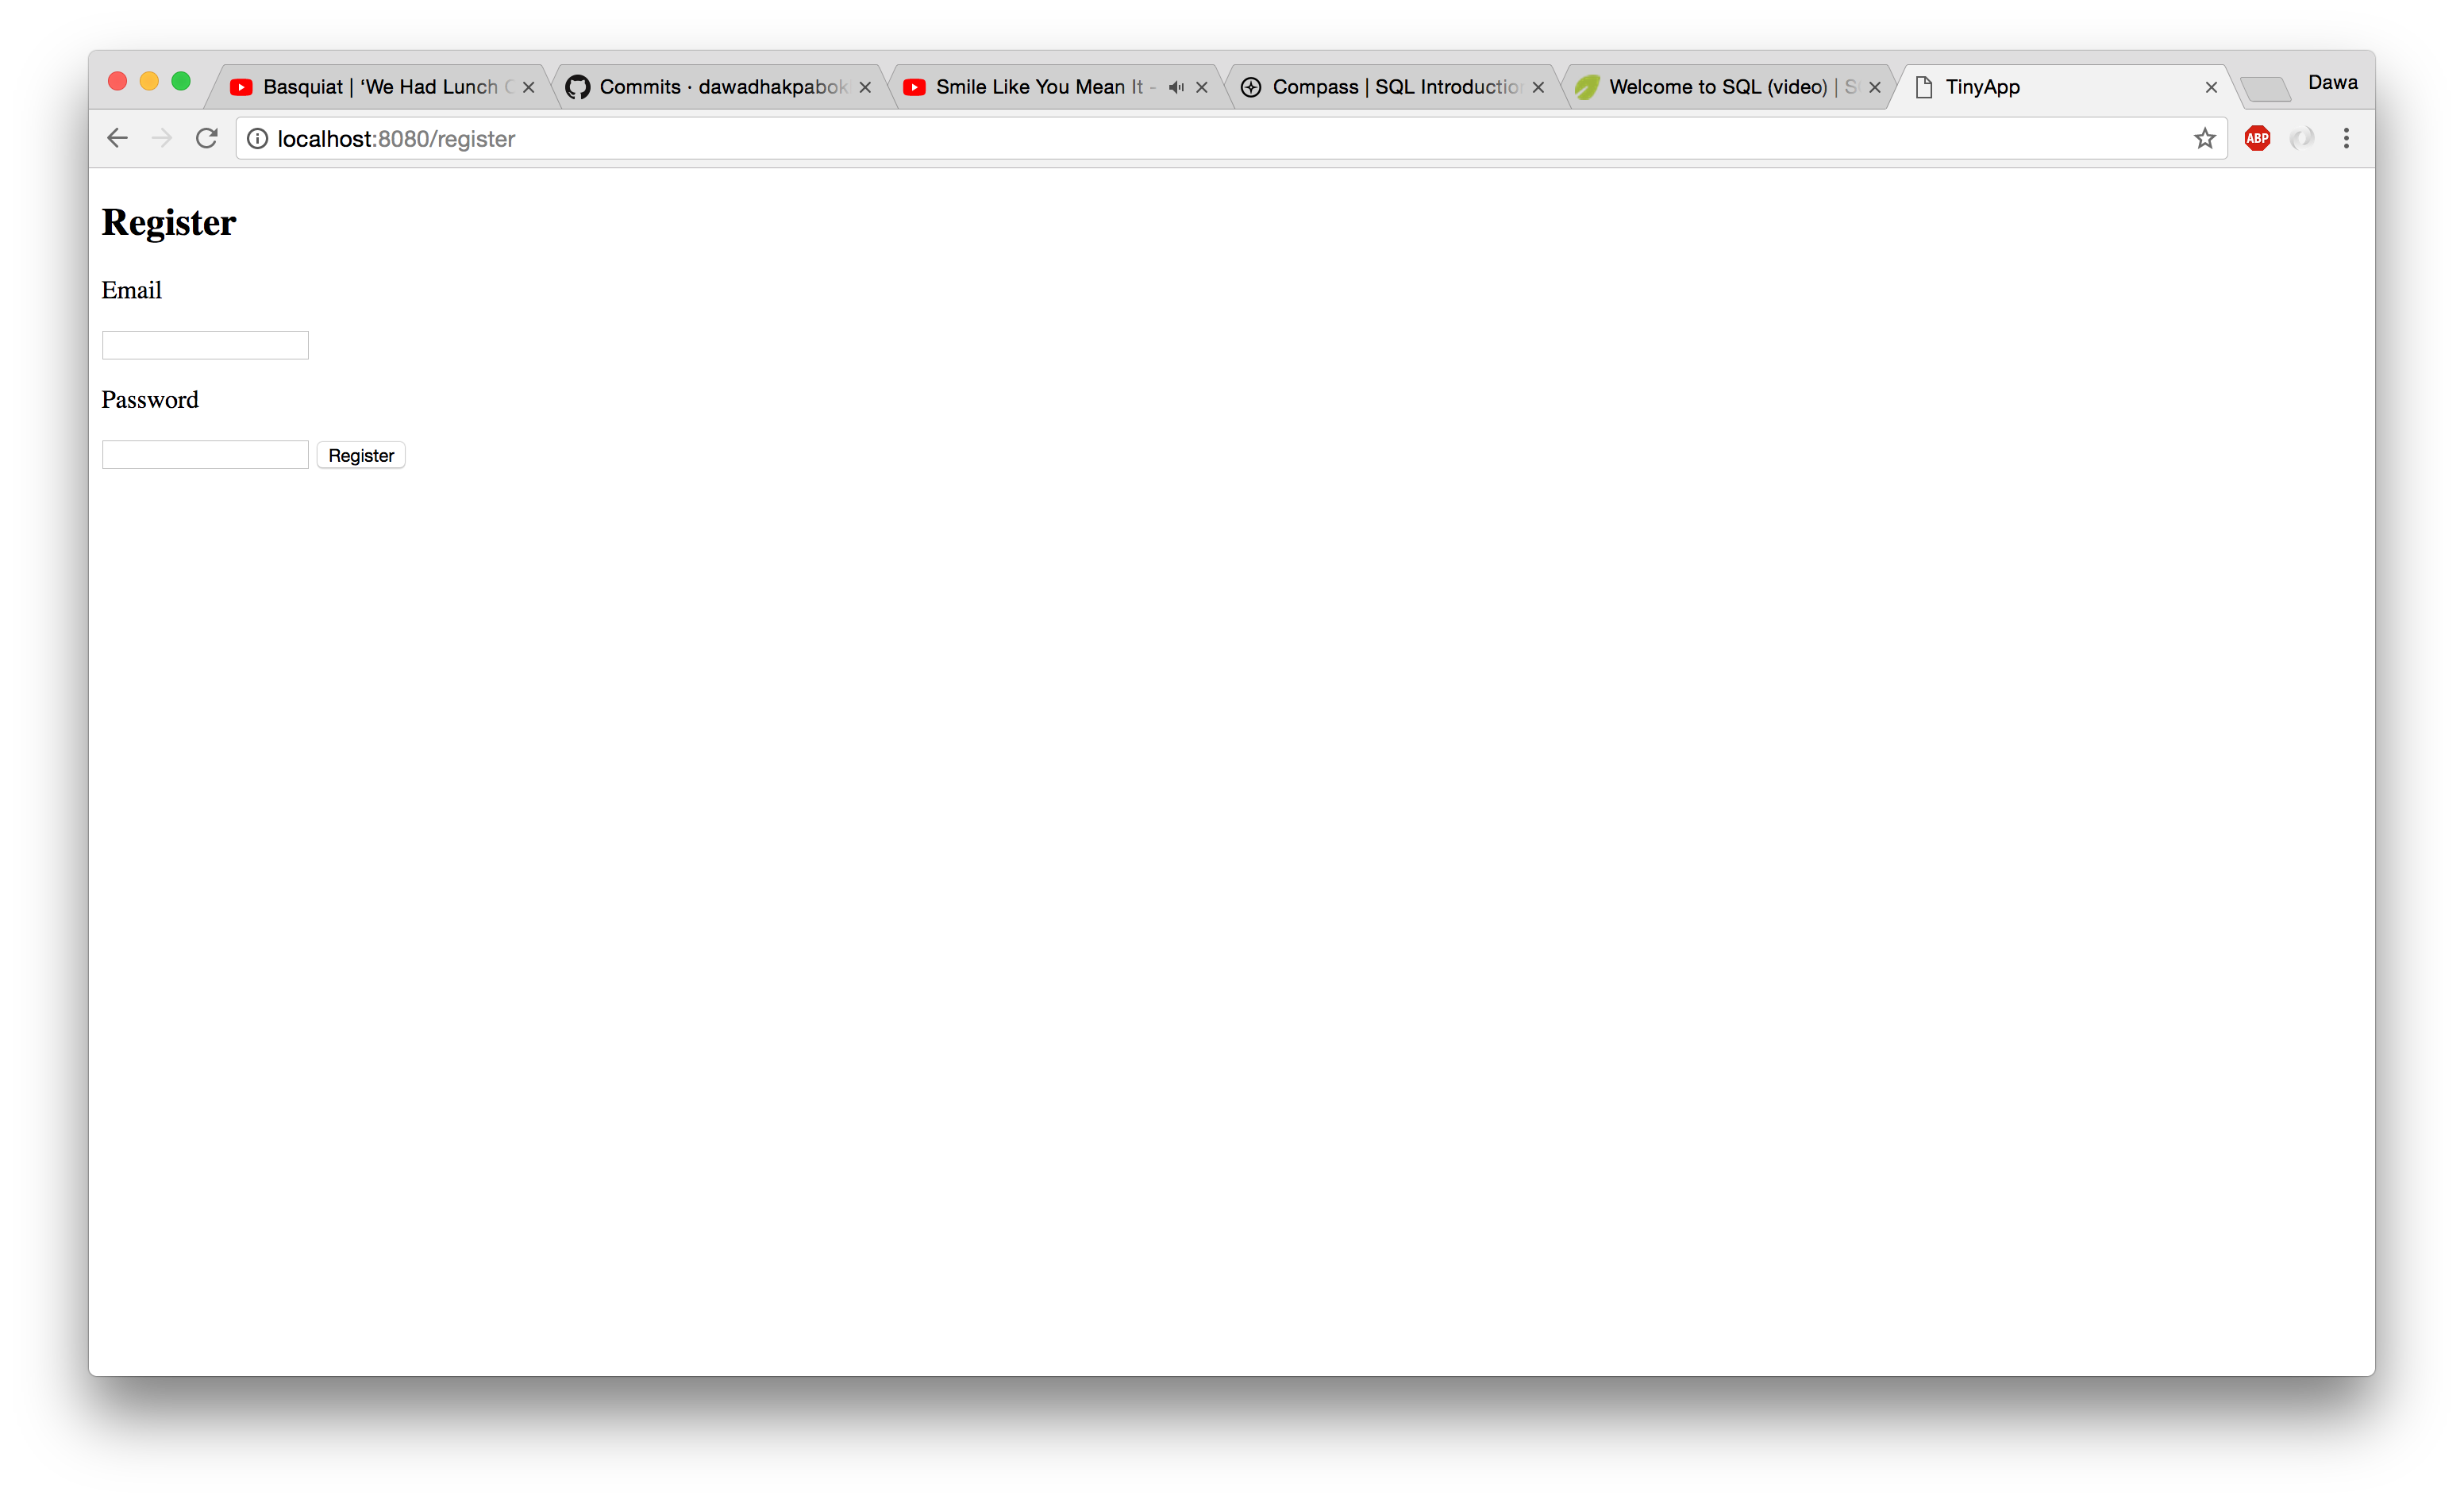 Basquiat | ‘We Had Lunch
Commits · dawadhakpabok
Smile Like You Mean It -
Compass | SQL Introduction
Welcome to SQL (video) | S
TinyApp
Dawa
localhost:8080/register
ABP
Register
Email
Password
Register